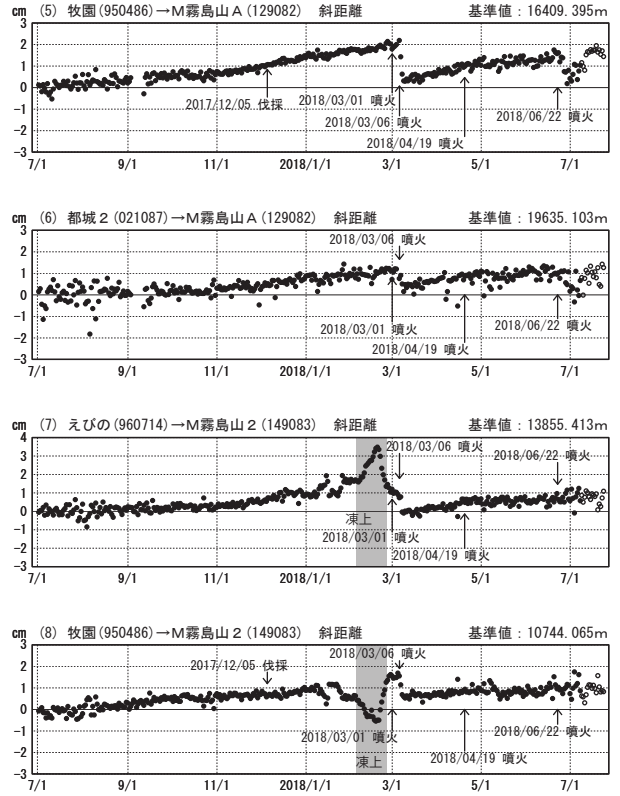 cm (5) 牧園(950486)→M霧島山A(129082) 斜距離 基準値：16409.395m
3
2
1
0
-1
-2
-3
2017/12/05 伐採
2018/03/01 噴火
2018/03/06 噴火
2018/04/19 噴火
2018/06/22 噴火
7/1 9/1 11/1 2018/1/1 3/1 5/1 7/1
cm (6) 都城2(021087)→M霧島山A(129082) 斜距離 基準値：19635.103m
3
2
1
0
-1
-2
-3
2018/03/06 噴火
2018/03/01 噴火
2018/04/19 噴火
2018/06/22 噴火
7/1 9/1 11/1 2018/1/1 3/1 5/1 7/1
cm (7) えびの(960714)→M霧島山2(149083) 斜距離 基準値：13855.413m
4
3
2
1
0
-1
-2
-3
2018/03/06 噴火
2018/06/22 噴火
凍上
2018/03/01 噴火
2018/04/19 噴火
7/1 9/1 11/1 2018/1/1 3/1 5/1 7/1
cm (8) 牧園(950486)→M霧島山2(149083) 斜距離 基準値：10744.065m
3
2
1
0
-1
-2
-3
2018/03/06 噴火
2017/12/05 伐採
2018/03/01 噴火
2018/06/22 噴火
凍上
2018/04/19 噴火
7/1 9/1 11/1 2018/1/1 3/1 5/1 7/1